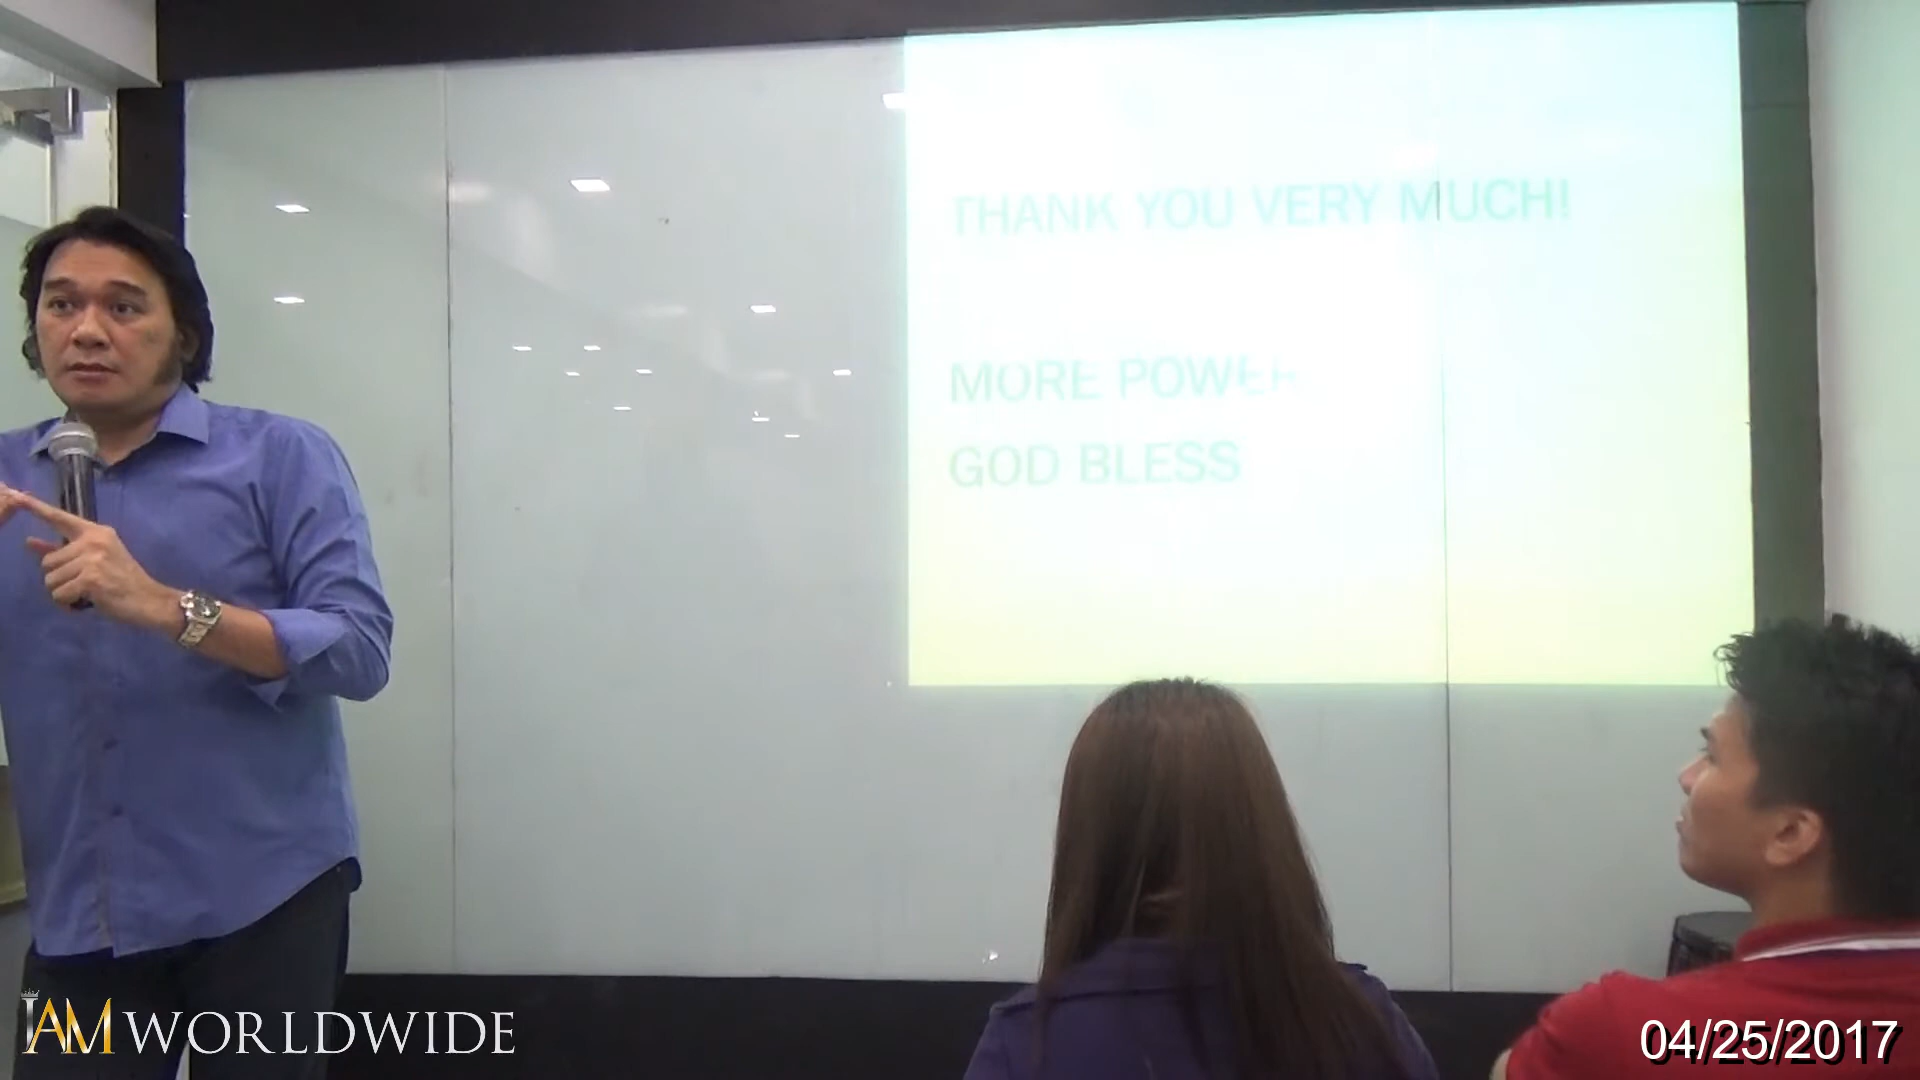 THANK YOU VERY MUCH!
MORE POWER
GOD BLESS
IAM WORLDWIDE
04/25/2017